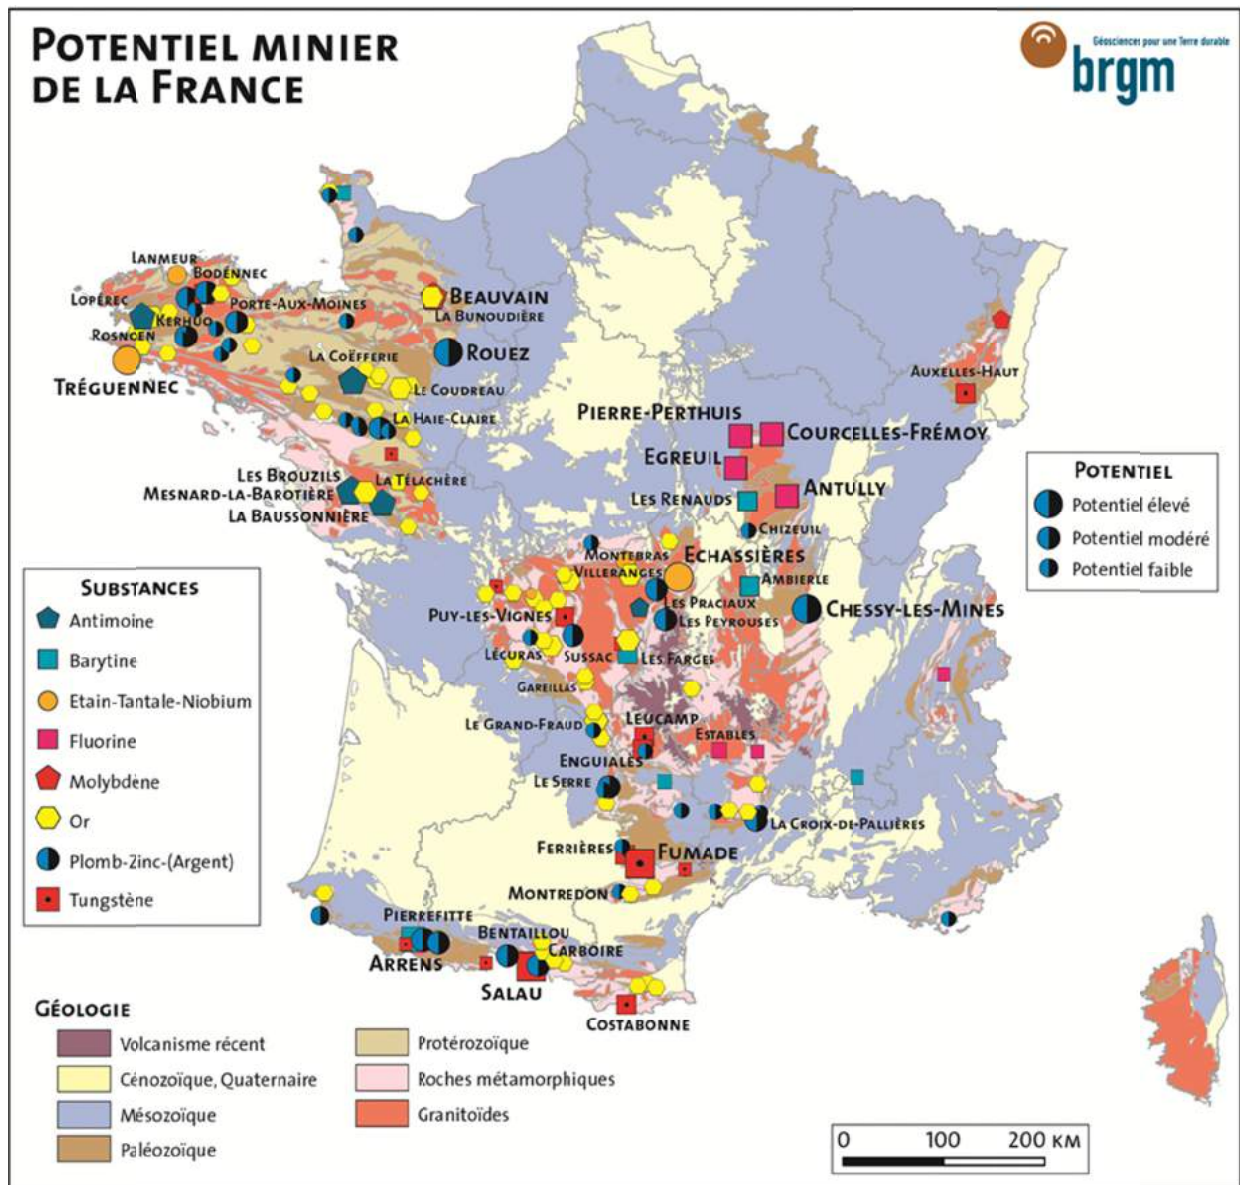 POTENTIEL MINIER
DE LA FRANCE
Géosciences pour une Terre durable
brgm
LANMEUR
BODENNEC
LOPÉREC
PORTE-AUX-MOINES
KERHUO
ROSNOEN
TRÉGUENNEC
BEAUVAIN
LA BUNOUDIÈRE
ROUEZ
LA COËFFERIE
LE COUDREAU
LA HAIE-CLAIRE
AUXELLES-HAUT
PIERRE-PERTHUIS
COURCELLES-FRÉMOY
EGREUIL
LES RENAUDS
ANTULLY
CHIZEUIL
LES BROUZILS
LA TÉLACHÈRE
MESNARD-LA-BAROTIÈRE
LA BAUSSONNIÈRE
POTENTIEL
Potentiel élevé
Potentiel modéré
Potentiel faible
MONTEBRAS
ECHASSIÈRES
VILLERANGES
AMBIERLE
LES PRACIAUX
CHESSY-LES-MINES
PUY-LES-VIGNES
LES PEYROUSES
LÉCURAS
SUSSAC
LES FARGES
GAREILLAS
LE GRAND-FRAUD
LEUCAMP
ESTABLES
ENGUIALES
LE SERRE
LA CROIX-DE-PALLIÈRES
FERRIÈRES
FUMADE
MONTREDON
PIERREFITTE
BENTAILLOU
CARBOIRE
ARRENS
SALAU
COSTABONNE
SUBSTANCES
Antimoine
Barytine
Etain-Tantale-Niobium
Fluorine
Molybdène
Or
Plomb-Zinc-(Argent)
Tungstène
GÉOLOGIE
Volcanisme récent
Cénozoïque, Quaternaire
Mésozoïque
Paléozoïque
Protérozoïque
Roches métamorphiques
Granitoïdes
0 100 200 KM